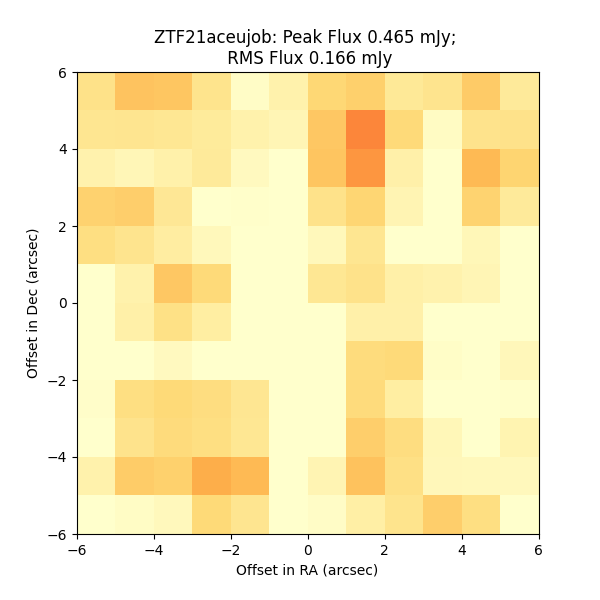 ZTF21aceujob: Peak Flux 0.465 mJy;
RMS Flux 0.166 mJy
6
4
2
0
−2
−4
−6
Offset in Dec (arcsec)
−6 −4 −2 0 2 4 6
Offset in RA (arcsec)